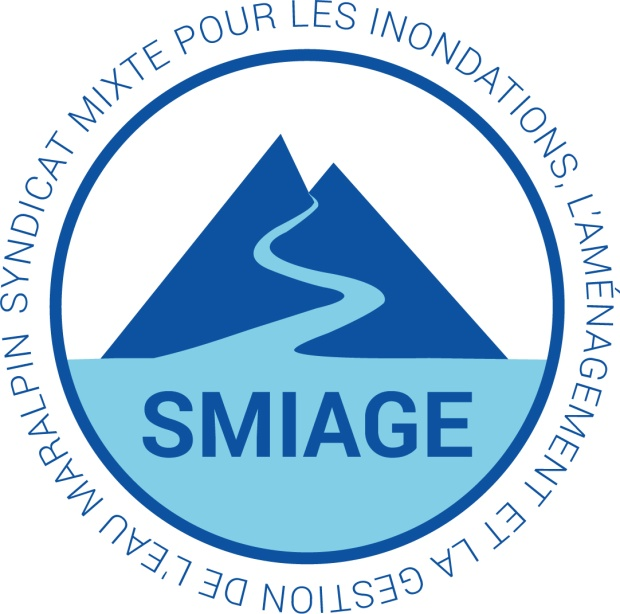 SYNDICAT MIXTE POUR LES INONDATIONS, L'AMÉNAGEMENT ET LA GESTION DE L'EAU MARALPIN
SMIAGE